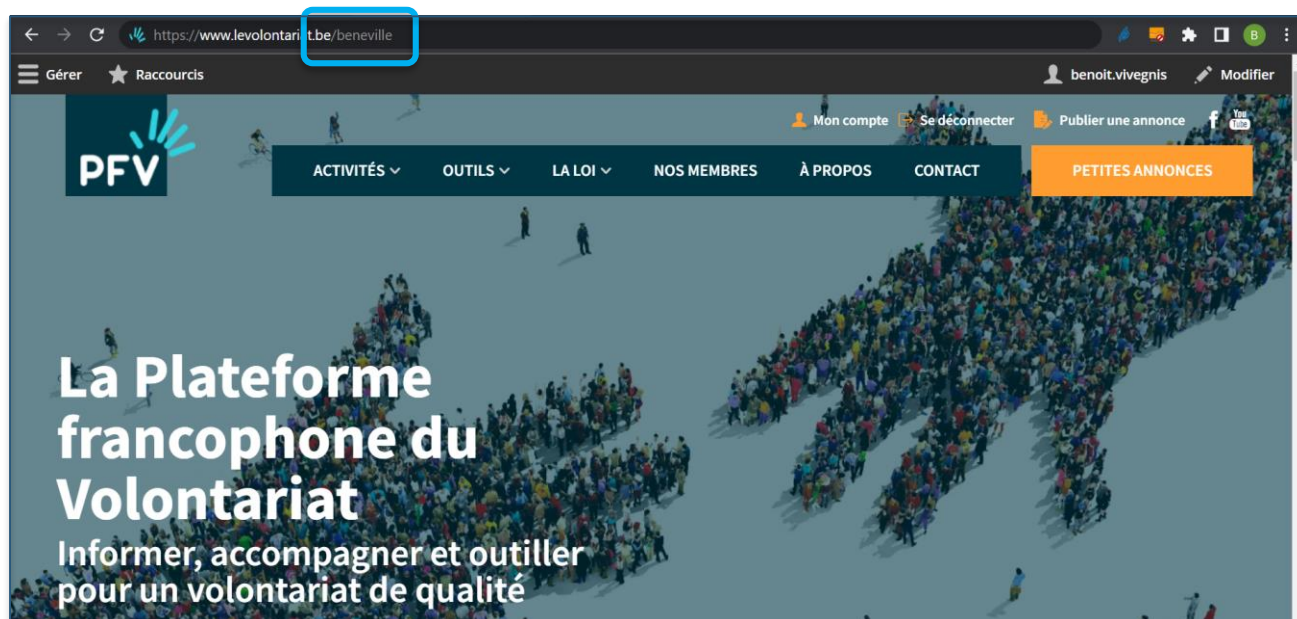 https://www.levolontariat.be/beneville
B
Gérer Raccourcis benoit.vivegnis Modifier
Mon compte Se déconnecter Publier une annonce f You Tube
PFV
ACTIVITÉS OUTILS LA LOI NOS MEMBRES À PROPOS CONTACT PETITES ANNONCES
La Plateforme
francophone du
Volontariat
Informer, accompagner et outiller
pour un volontariat de qualité